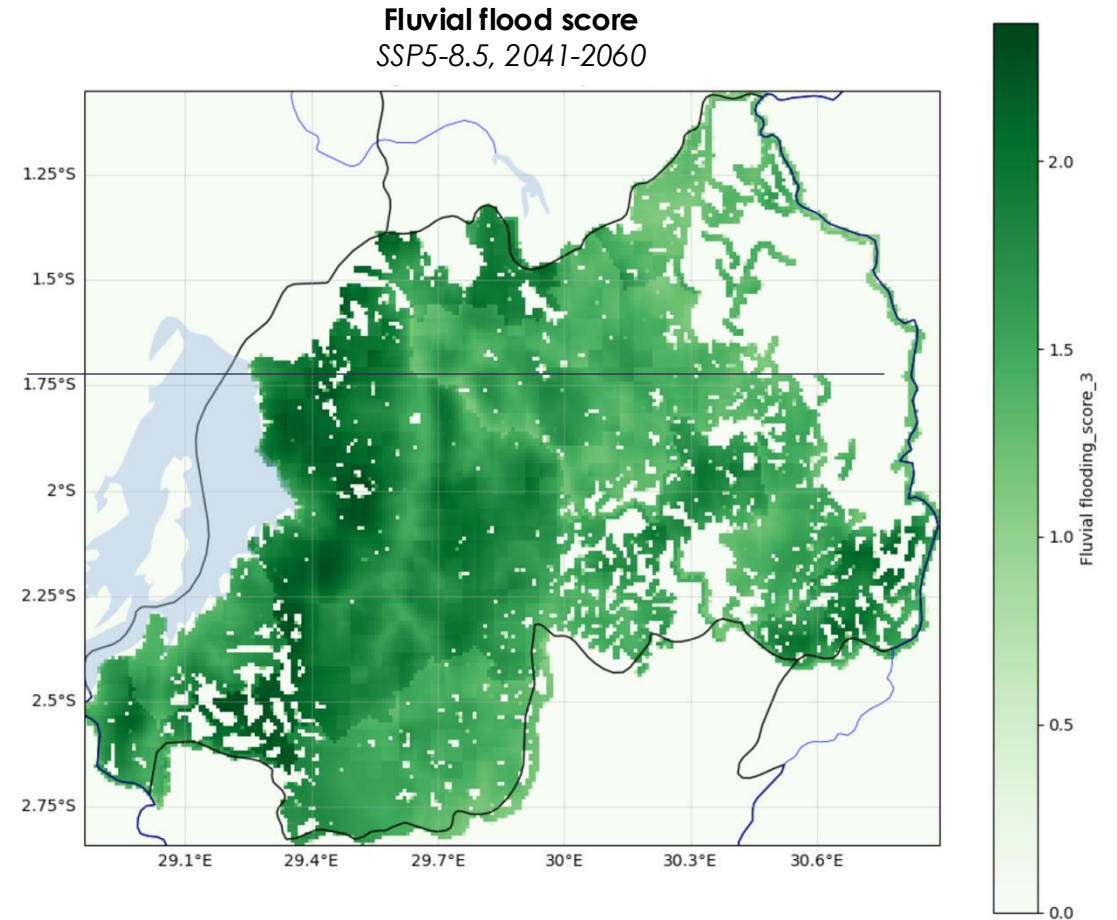 Fluvial flood score
SSP5-8.5, 2041-2060
1.25°S
1.5°S
1.75°S
2°S
2.25°S
2.5°S
2.75°S
29.1°E
29.4°E
29.7°E
30°E
30.3°E
30.6°E
2.0
1.5
1.0
0.5
0.0
Fluvial flooding_score_3